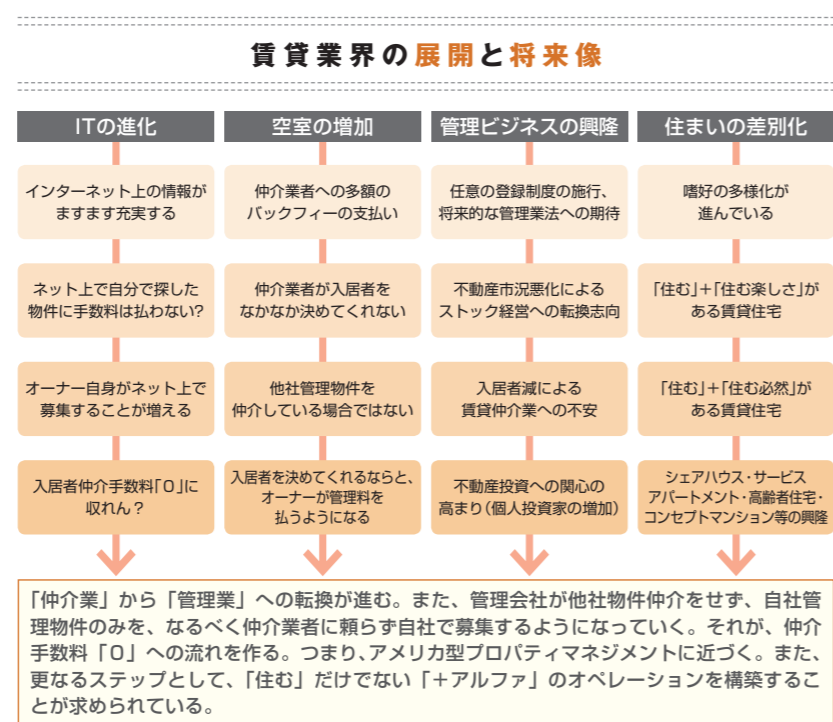 賃貸業界の展開と将来像
ITの進化
インターネット上の情報が
ますます充実する
ネット上で自分で探した
物件に手数料は払わない?
オーナー自身がネット上で
募集することが増える
入居者仲介手数料「0」に
収れん?
空室の増加
仲介業者への多額の
バックフィーの支払い
仲介業者が入居者を
なかなか決めてくれない
他社管理物件を
仲介している場合ではない
入居者を決めてくれるならと、
オーナーが管理料を
払うようになる
管理ビジネスの興隆
任意の登録制度の施行、
将来的な管理業法への期待
不動産市況悪化による
ストック経営への転換志向
入居者減による
賃貸仲介業への不安
不動産投資への関心の
高まり(個人投資家の増加)
住まいの差別化
嗜好の多様化が
進んでいる
「住む」+「住む楽しさ」が
ある賃貸住宅
「住む」+「住む必然」が
ある賃貸住宅
シェアハウス・サービス
アパートメント・高齢者住宅・
コンセプトマンション等の興隆
「仲介業」から「管理業」への転換が進む。また、管理会社が他社物件仲介をせず、自社管
理物件のみを、なるべく仲介業者に頼らず自社で募集するようになっていく。それが、仲介
手数料「0」への流れを作る。つまり、アメリカ型プロパティマネジメントに近づく。また、
更なるステップとして、「住む」だけでない「+アルファ」のオペレーションを構築するこ
とが求められている。